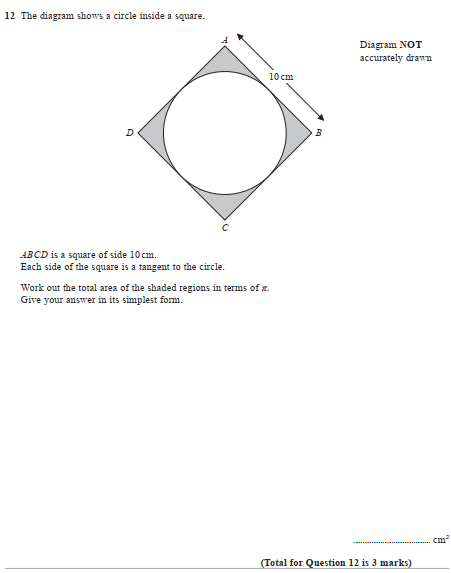 12 The diagram shows a circle inside a square.
A
Diagram NOT
accurately drawn
10 cm
D
B
C
ABCD is a square of side 10 cm.
Each side of the square is a tangent to the circle.
Work out the total area of the shaded regions in terms of π.
Give your answer in its simplest form.
.............................. cm²
(Total for Question 12 is 3 marks)